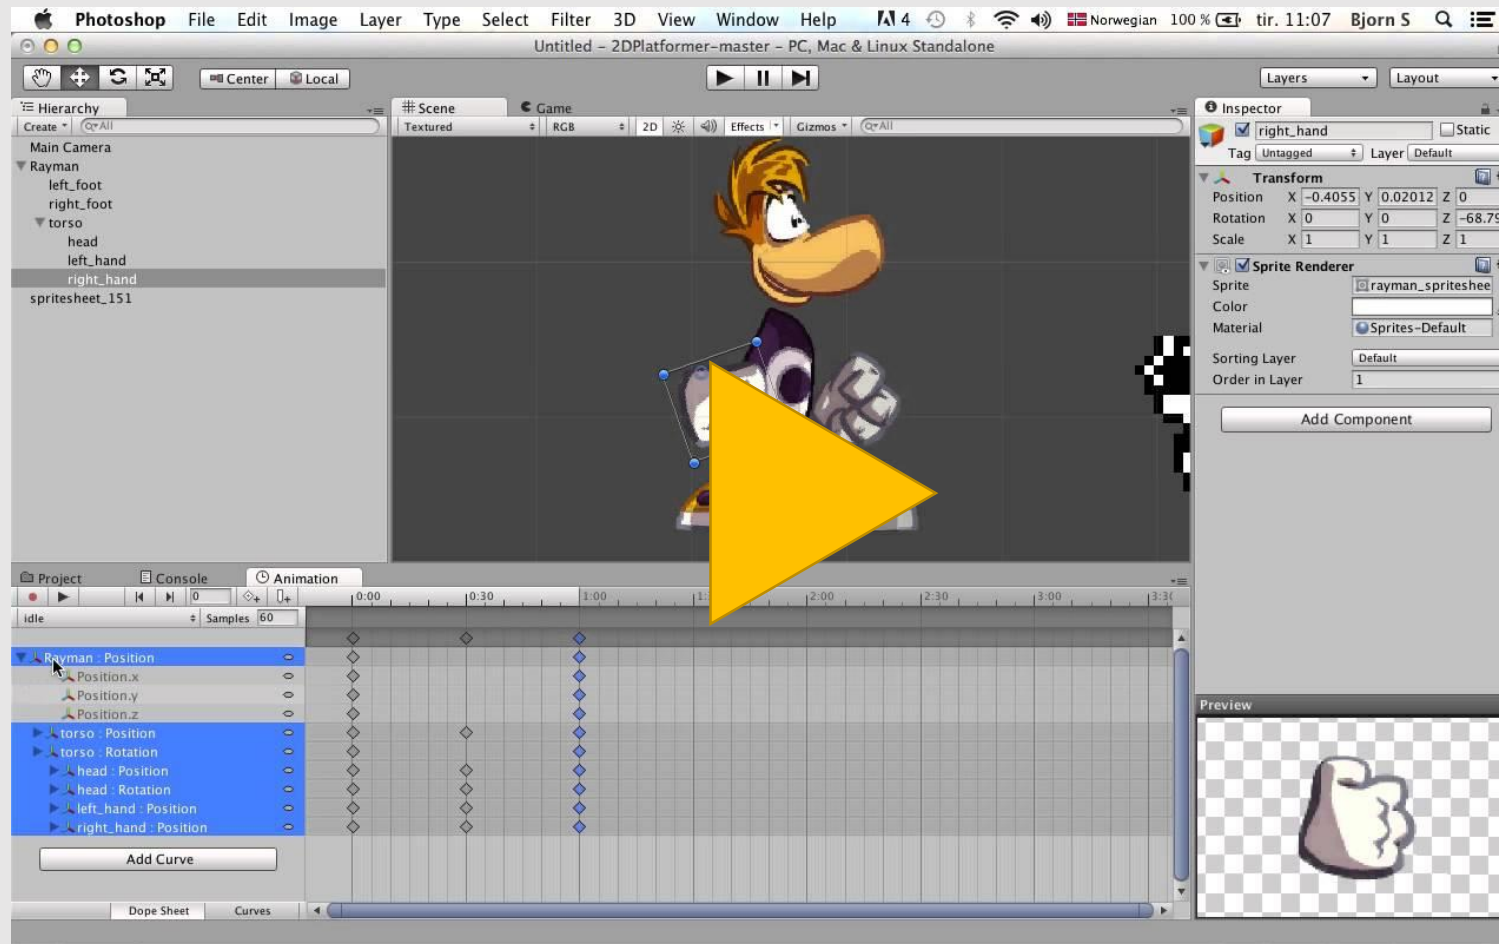 Photoshop File Edit Image Layer Type Select Filter 3D View Window Help 4 Norwegian 100 % tir. 11:07 Bjorn S
Untitled – 2DPlatformer-master – PC, Mac & Linux Standalone
Center Local Layers Layout
Hierarchy
Create All
Main Camera
Rayman
left_foot
right_foot
torso
head
left_hand
right_hand
spritesheet_151
Scene Game
Textured RGB 2D Effects Gizmos All
Inspector
right_hand Static
Tag Untagged Layer Default
Transform
Position X -0.4055 Y 0.02012 Z 0
Rotation X 0 Y 0 Z -68.79
Scale X 1 Y 1 Z 1
Sprite Renderer
Sprite rayman_spriteshee
Color
Material Sprites-Default
Sorting Layer Default
Order in Layer 1
Add Component
Project Console Animation
0 0:00 0:30 1:00 1: 2:00 2:30 3:00 3:30
idle Samples 60
Rayman : Position
Position.x
Position.y
Position.z
torso : Position
torso : Rotation
head : Position
head : Rotation
left_hand : Position
right_hand : Position
Add Curve
Dope Sheet Curves
Preview